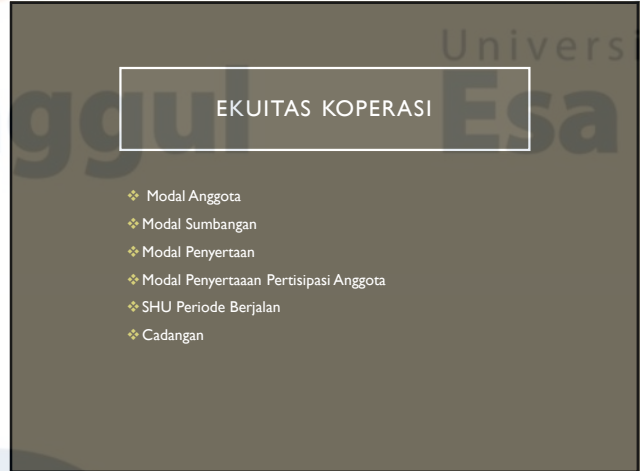 Univers
ggul Esa
EKUITAS KOPERASI
❖ Modal Anggota
❖ Modal Sumbangan
❖ Modal Penyertaan
❖ Modal Penyertaaan Pertisipasi Anggota
❖ SHU Periode Berjalan
❖ Cadangan